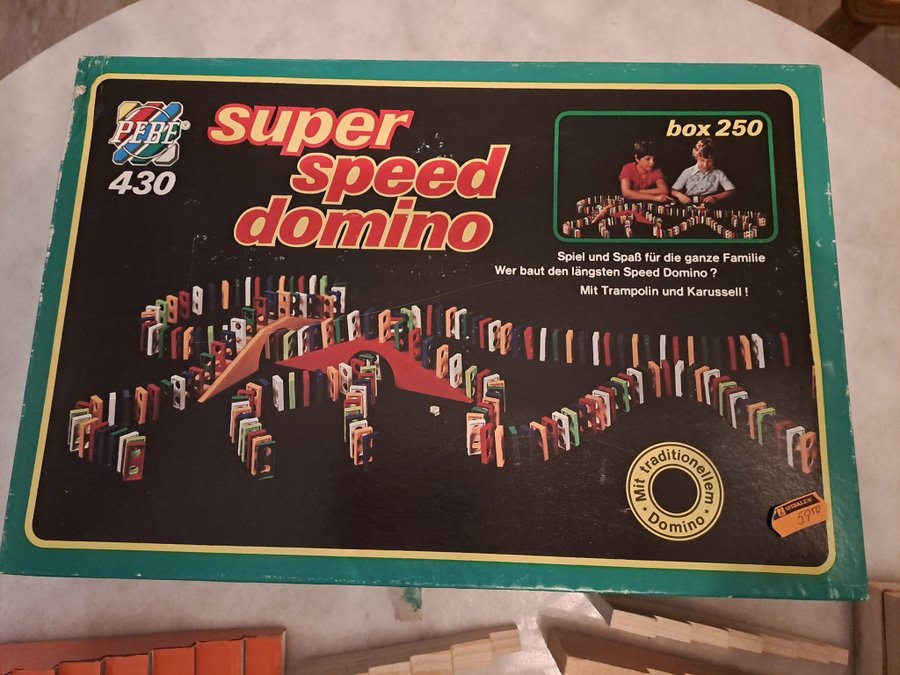 PEBE®
430
super
speed
domino
box 250
Spiel und Spaß für die ganze Familie
Wer baut den längsten Speed Domino?
Mit Trampolin und Karussell!
Mit traditionellem
Domino
5950